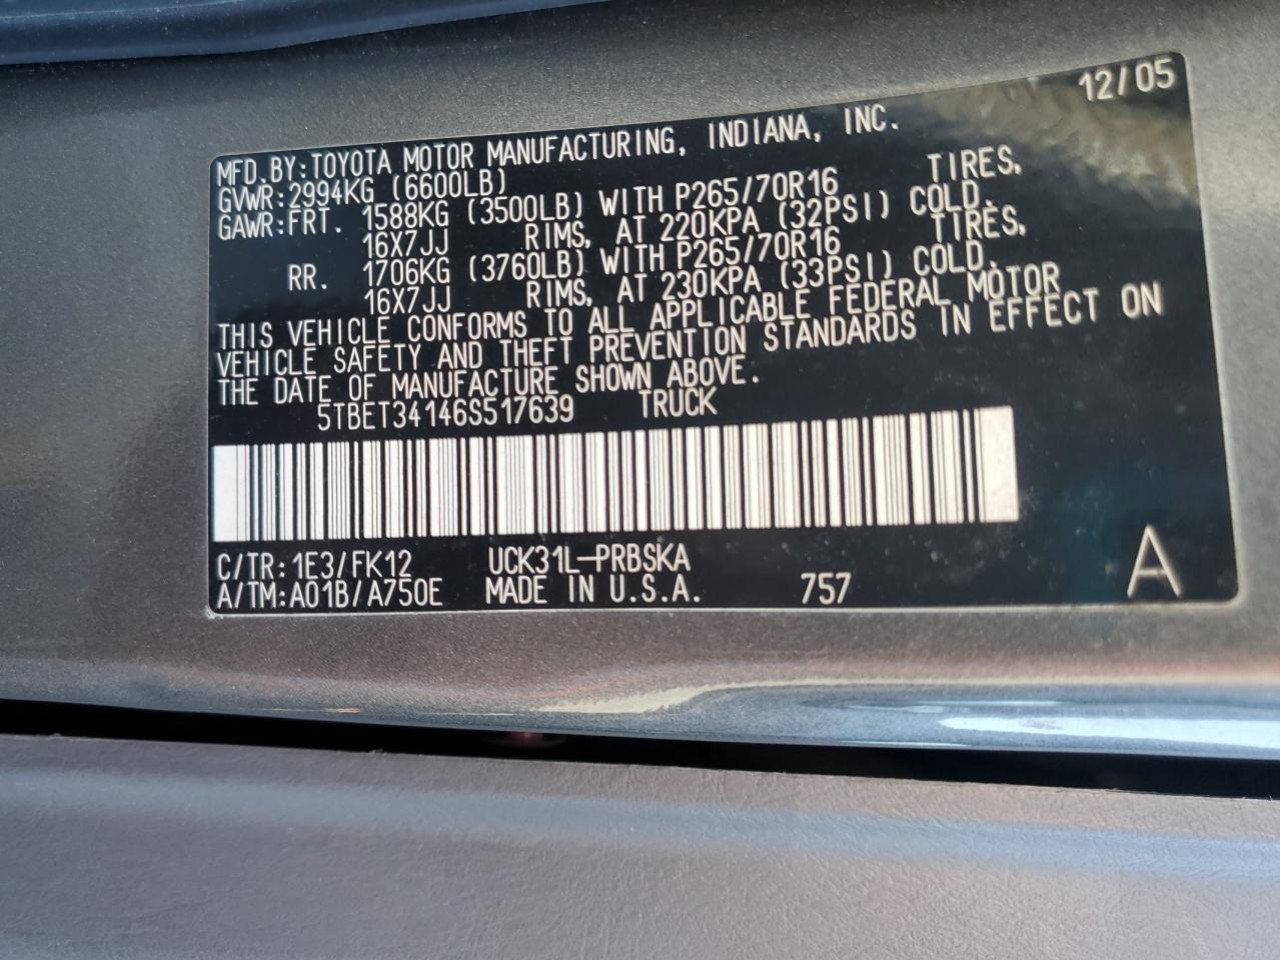 12/05
MFD.BY:TOYOTA MOTOR MANUFACTURING, INDIANA, INC.
GVWR:2994KG (6600LB)
GAWR:FRT. 1588KG (3500LB) WITH P265/70R16 TIRES,
16X7JJ RIMS, AT 220KPA (32PSI) COLD.
RR. 1706KG (3760LB) WITH P265/70R16 TIRES,
16X7JJ RIMS, AT 230KPA (33PSI) COLD.
THIS VEHICLE CONFORMS TO ALL APPLICABLE FEDERAL MOTOR
VEHICLE SAFETY AND THEFT PREVENTION STANDARDS IN EFFECT ON
THE DATE OF MANUFACTURE SHOWN ABOVE.
5TBET34146S517639 TRUCK
C/TR:1E3/FK12 UCK31L-PRBSKA
A/TM:A01B/A750E MADE IN U.S.A. 757 A